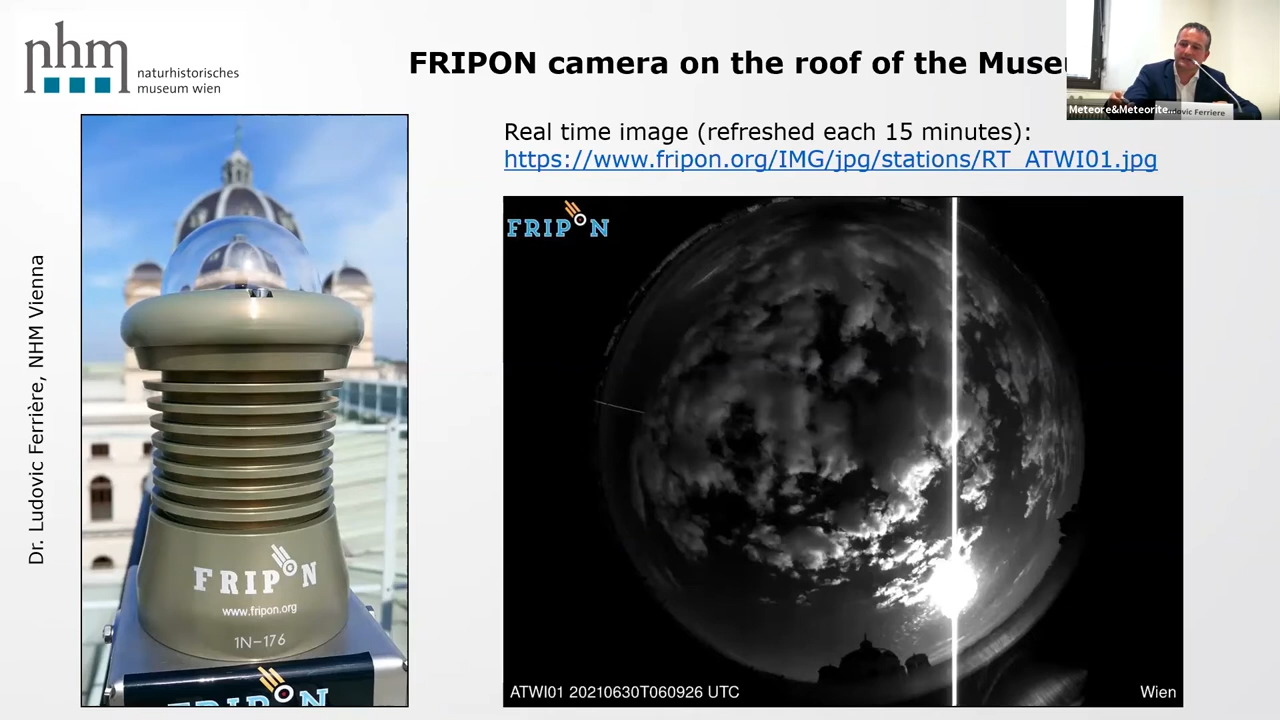 nhm
naturhistorisches
museum wien
FRIPON camera on the roof of the Muse
Meteore&Meteorite...
Ludovic Ferriere
Real time image (refreshed each 15 minutes):
https://www.fripon.org/IMG/jpg/stations/RT_ATWI01.jpg
Dr. Ludovic Ferrière, NHM Vienna
FRIPON
www.fripon.org
1N-176
FRIPON
FRIPON
ATWI01 20210630T060926 UTC
Wien